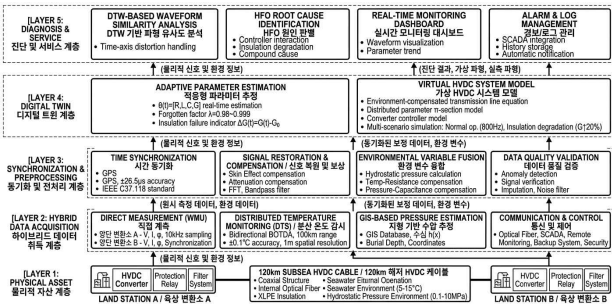 [LAYER 5:
DIAGNOSIS &
SERVICE
진단 및 서비스 계층
DTW-BASED WAVEFORM
SIMILARITY ANALYSIS
DTW 기반 파형 유사도 분석
• Time-axis distortion handling
HFO ROOT CAUSE
IDENTIFICATION
HFO 원인 판별
• Controller interaction
• Insulation degradation
• Compound cause
REAL-TIME MONITORING
DASHBOARD
실시간 모니터링 대시보드
• Waveform visualization
• Parameter trend
ALARM & LOG
MANAGEMENT
경보/로그 관리
• SCADA integration
• History storage
• Automatic notification
(물리적 신호 및 환경 정보)
(진단 결과, 가상 파형, 실측 파형)
[LAYER 4:
DIGITAL TWIN
디지털 트윈 계층
ADAPTIVE PARAMETER ESTIMATION
적응형 파라미터 추정
• θ(t)=[R,L,C,G] real-time estimation
• Forgotten factor λ=0.98~0.999
• Insulation failure indicator ΔG(t)=G(t)-G₀
VIRTUAL HVDC SYSTEM MODEL
가상 HVDC 시스템 모델
• Environment-compensated transmission line equation
• Distributed parameter π-section model
• Converter controller model
• Multi-scenario simulation: Normal op. (800Hz), Insulation degradation (G↑20%)
(물리적 신호 및 환경 정보)
(동기화된 보정 데이터, 환경 변수)
[LAYER 3:
SYNCHRONIZATION &
PREPROCESSING
동기화 및 전처리 계층
TIME SYNCHRONIZATION
시간 동기화
• GPS
• GPS, ±26.5μs accuracy
• IEEE C37.118 standard
SIGNAL RESTORATION &
COMPENSATION / 신호 복원 및 보상
• Skin Effect compensation
• Attenuation compensation
• FFT, Bandpass filter
ENVIRONMENTAL VARIABLE FUSION
환경 변수 융합
• Hydrostatic pressure calculation
• Temp-Resistance compensation
• Pressure-Capacitance compensation
DATA QUALITY VALIDATION
데이터 품질 검증
• Anomaly detection
• Signal verification
• Imputation, Noise filter
(원시 측정 데이터, 환경 데이터)
(동기화된 보정 데이터, 환경 변수)
[LAYER 2: HYBRID
DATA ACQUISITION
하이브리드 데이터
취득 계층
DIRECT MEASUREMENT (WMU)
직접 계측
• 양단 변환소 A - V, I, φ, 10kHz sampling
• 양단 변환소 B - V, I, φ, Synchronization
DISTRIBUTED TEMPERATURE
MONITORING (DTS) / 분산 온도 감시
• Bidirectional BOTDA, 100km range
• ±0.1°C accuracy, 1m spatial resolution
GIS-BASED PRESSURE ESTIMATION
지형 기반 수압 추정
• GIS Database, 수심 h(x)
• Burial Depth, Coordinates
COMMUNICATION & CONTROL
통신 및 제어
• Optical Fiber, SCADA, Remote
Monitoring, Backup System, Security
(물리적 신호 및 환경 정보)
(물리적 신호 및 환경 정보)
[LAYER 1:
PHYSICAL ASSET
물리적 자산 계층
HVDC
Converter
Protection
Relay
Filter
System
LAND STATION A / 육상 변환소 A
120km SUBSEA HVDC CABLE / 120km 해저 HVDC 케이블
• Coaxial Structure
• Internal Optical Fiber
• XLPE Insulation
• Seawater Eiternal Openation
• Seawater Environment (5-15°C)
• Hydrostatic Pressure Environment (0.1-10MPa)
HVDC
Converter
Protection
Relay
Filter
System
LAND STATION B / 육상 변환소 B